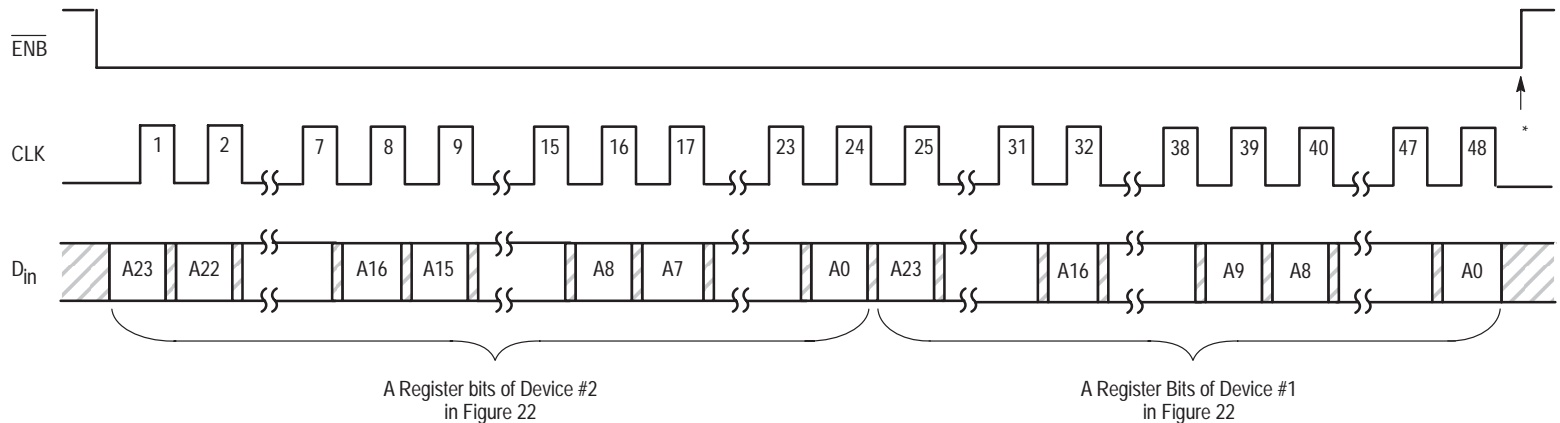 ENB
CLK
1 2 7 8 9 15 16 17 23 24 25 31 32 38 39 40 47 48 *
Din
A23 A22 A16 A15 A8 A7 A0 A23 A16 A9 A8 A0
A Register bits of Device #2
in Figure 22
A Register Bits of Device #1
in Figure 22